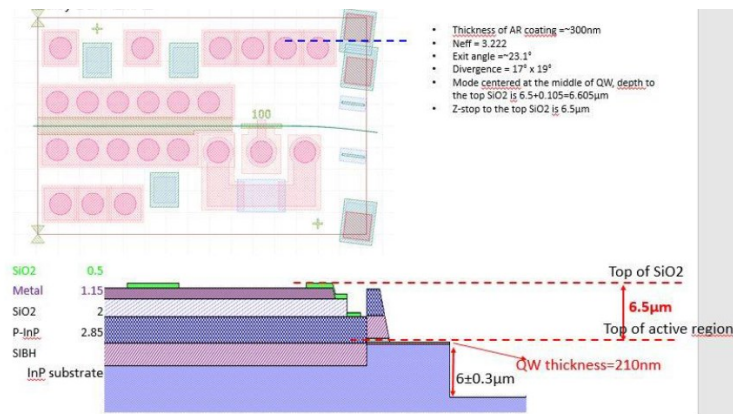 Thickness of AR coating =~300nm
Neff = 3.222
Exit angle =~23.1°
Divergence = 17° x 19°
Mode centered at the middle of QW, depth to
the top SiO2 is 6.5+0.105=6.605µm
Z-stop to the top SiO2 is 6.5µm
100
SiO2 0.5
Metal 1.15
SiO2 2
P-InP 2.85
SIBH
InP substrate
Top of SiO2
6.5µm
Top of active region
QW thickness=210nm
6±0.3µm